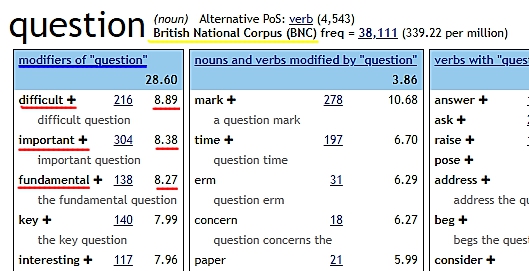 question (noun) Alternative PoS: verb (4,543)
British National Corpus (BNC) freq = 38,111 (339.22 per million)
modifiers of "question"
28.60
difficult + 216 8.89
difficult question
important + 304 8.38
important question
fundamental + 138 8.27
the fundamental question
key + 140 7.99
the key question
interesting + 117 7.96
nouns and verbs modified by "question"
3.86
mark + 278 10.68
a question mark
time + 197 6.70
question time
erm 31 6.29
question erm
concern 18 6.27
question concerns the
paper 21 5.99
verbs with "ques
answer +
ask +
raise +
pose +
address +
address the qu
beg +
begs the quest
consider +